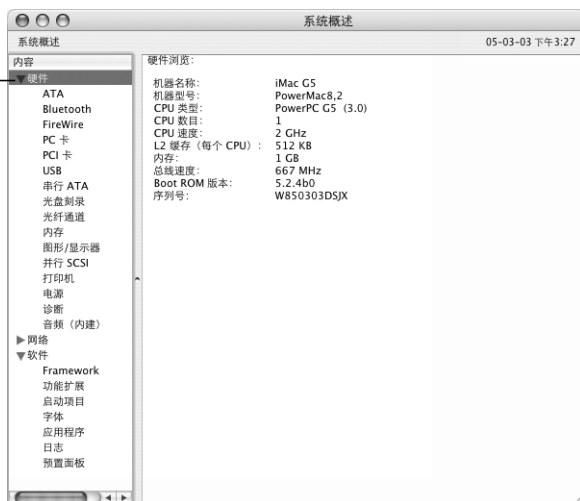 系统概述
系统概述 05-03-03 下午3:27
内容
硬件
ATA
Bluetooth
FireWire
PC 卡
PCI 卡
USB
串行 ATA
光盘刻录
光纤通道
内存
图形/显示器
并行 SCSI
打印机
电源
诊断
音频（内建）
网络
软件
Framework
功能扩展
启动项目
字体
应用程序
日志
预置面板
硬件浏览：
机器名称： iMac G5
机器型号： PowerMac8,2
CPU 类型： PowerPC G5 (3.0)
CPU 数目： 1
CPU 速度： 2 GHz
L2 缓存（每个 CPU）： 512 KB
内存： 1 GB
总线速度： 667 MHz
Boot ROM 版本： 5.2.4b0
序列号： W850303DSJX